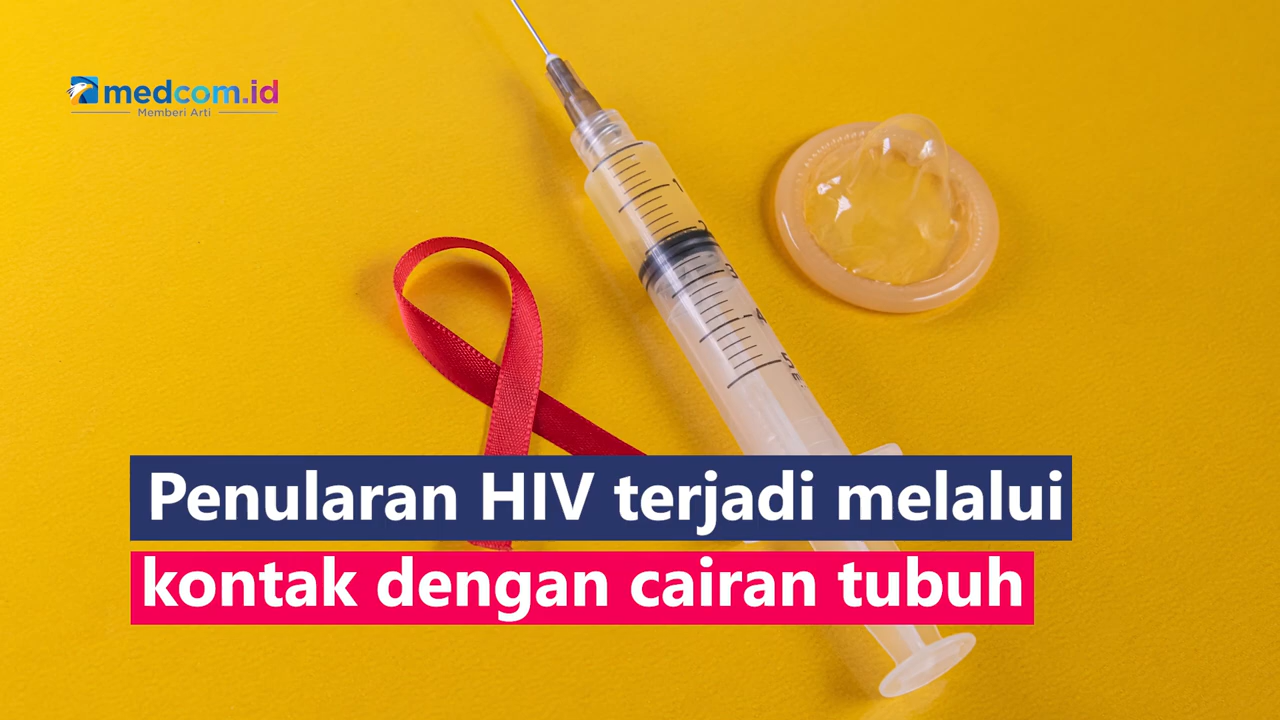 medcom.id
Memberi Arti
Penularan HIV terjadi melalui
kontak dengan cairan tubuh